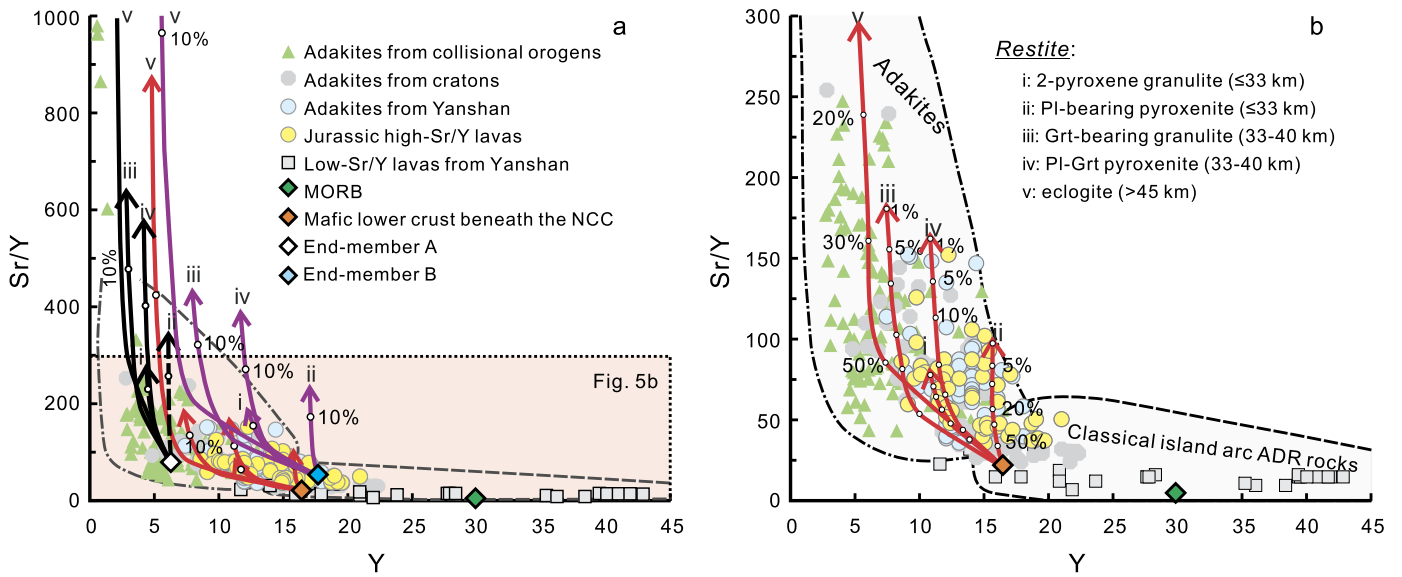 a
1000
800
600
400
200
0
Sr/Y
0 5 10 15 20 25 30 35 40 45
Y
v
v
10%
v
iii
iv
10%
i
i
iii
iv
10%
10%
ii
10%
i
10%
Fig. 5b
Adakites from collisional orogens
Adakites from cratons
Adakites from Yanshan
Jurassic high-Sr/Y lavas
Low-Sr/Y lavas from Yanshan
MORB
Mafic lower crust beneath the NCC
End-member A
End-member B
b
300
250
200
150
100
50
0
Sr/Y
0 5 10 15 20 25 30 35 40 45
Y
Restite:
i: 2-pyroxene granulite (≤33 km)
ii: Pl-bearing pyroxenite (≤33 km)
iii: Grt-bearing granulite (33-40 km)
iv: Pl-Grt pyroxenite (33-40 km)
v: eclogite (>45 km)
v
Adakites
20%
iii
1%
iv
1%
30%
5%
5%
10%
ii
i
50%
5%
20%
50%
Classical island arc ADR rocks